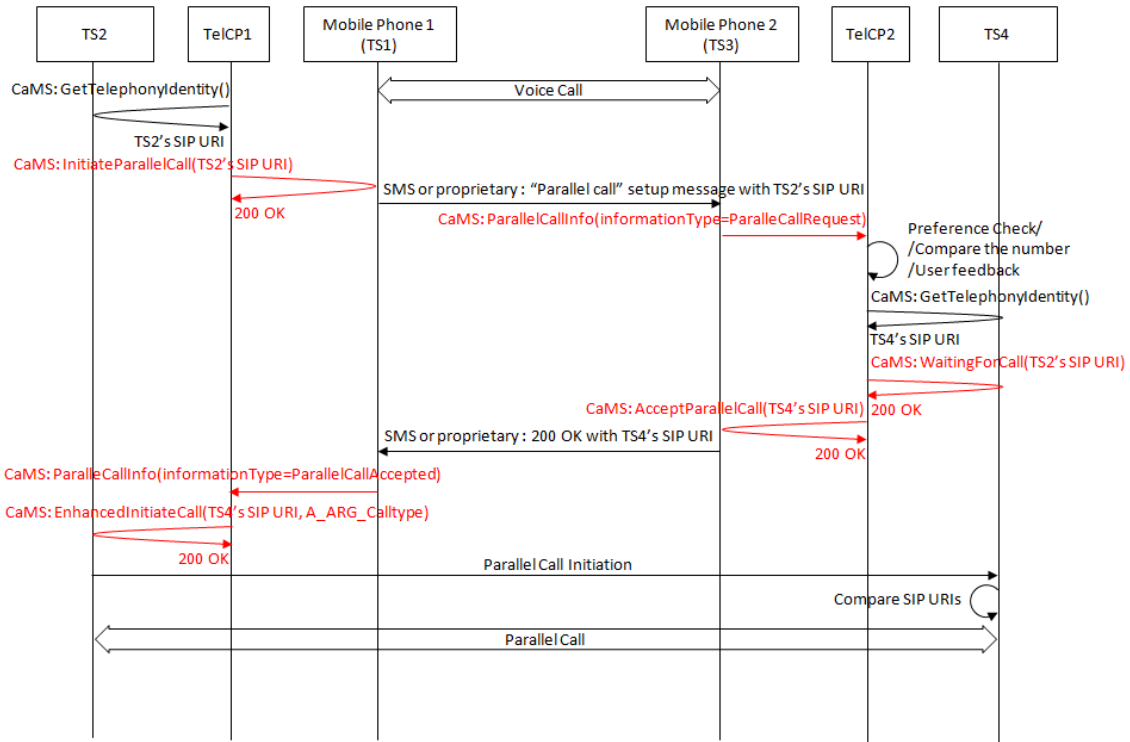 TS2
TelCP1
Mobile Phone 1
(TS1)
Mobile Phone 2
(TS3)
TelCP2
TS4
CaMS: GetTelephonyIdentity()
Voice Call
TS2's SIP URI
CaMS: InitiateParallelCall(TS2's SIP URI)
200 OK
SMS or proprietary : "Parallel call" setup message with TS2's SIP URI
CaMS: ParallelCallInfo(informationType=ParalleCallRequest)
Preference Check/
/Compare the number
/User feedback
CaMS: GetTelephonyIdentity()
TS4's SIP URI
CaMS: WaitingForCall(TS2's SIP URI)
200 OK
CaMS: AcceptParallelCall(TS4's SIP URI)
200 OK
SMS or proprietary : 200 OK with TS4's SIP URI
CaMS: ParalleCallInfo(informationType=ParallelCallAccepted)
CaMS: EnhancedInitiateCall(TS4's SIP URI, A_ARG_Calltype)
200 OK
Parallel Call Initiation
Compare SIP URIs
Parallel Call